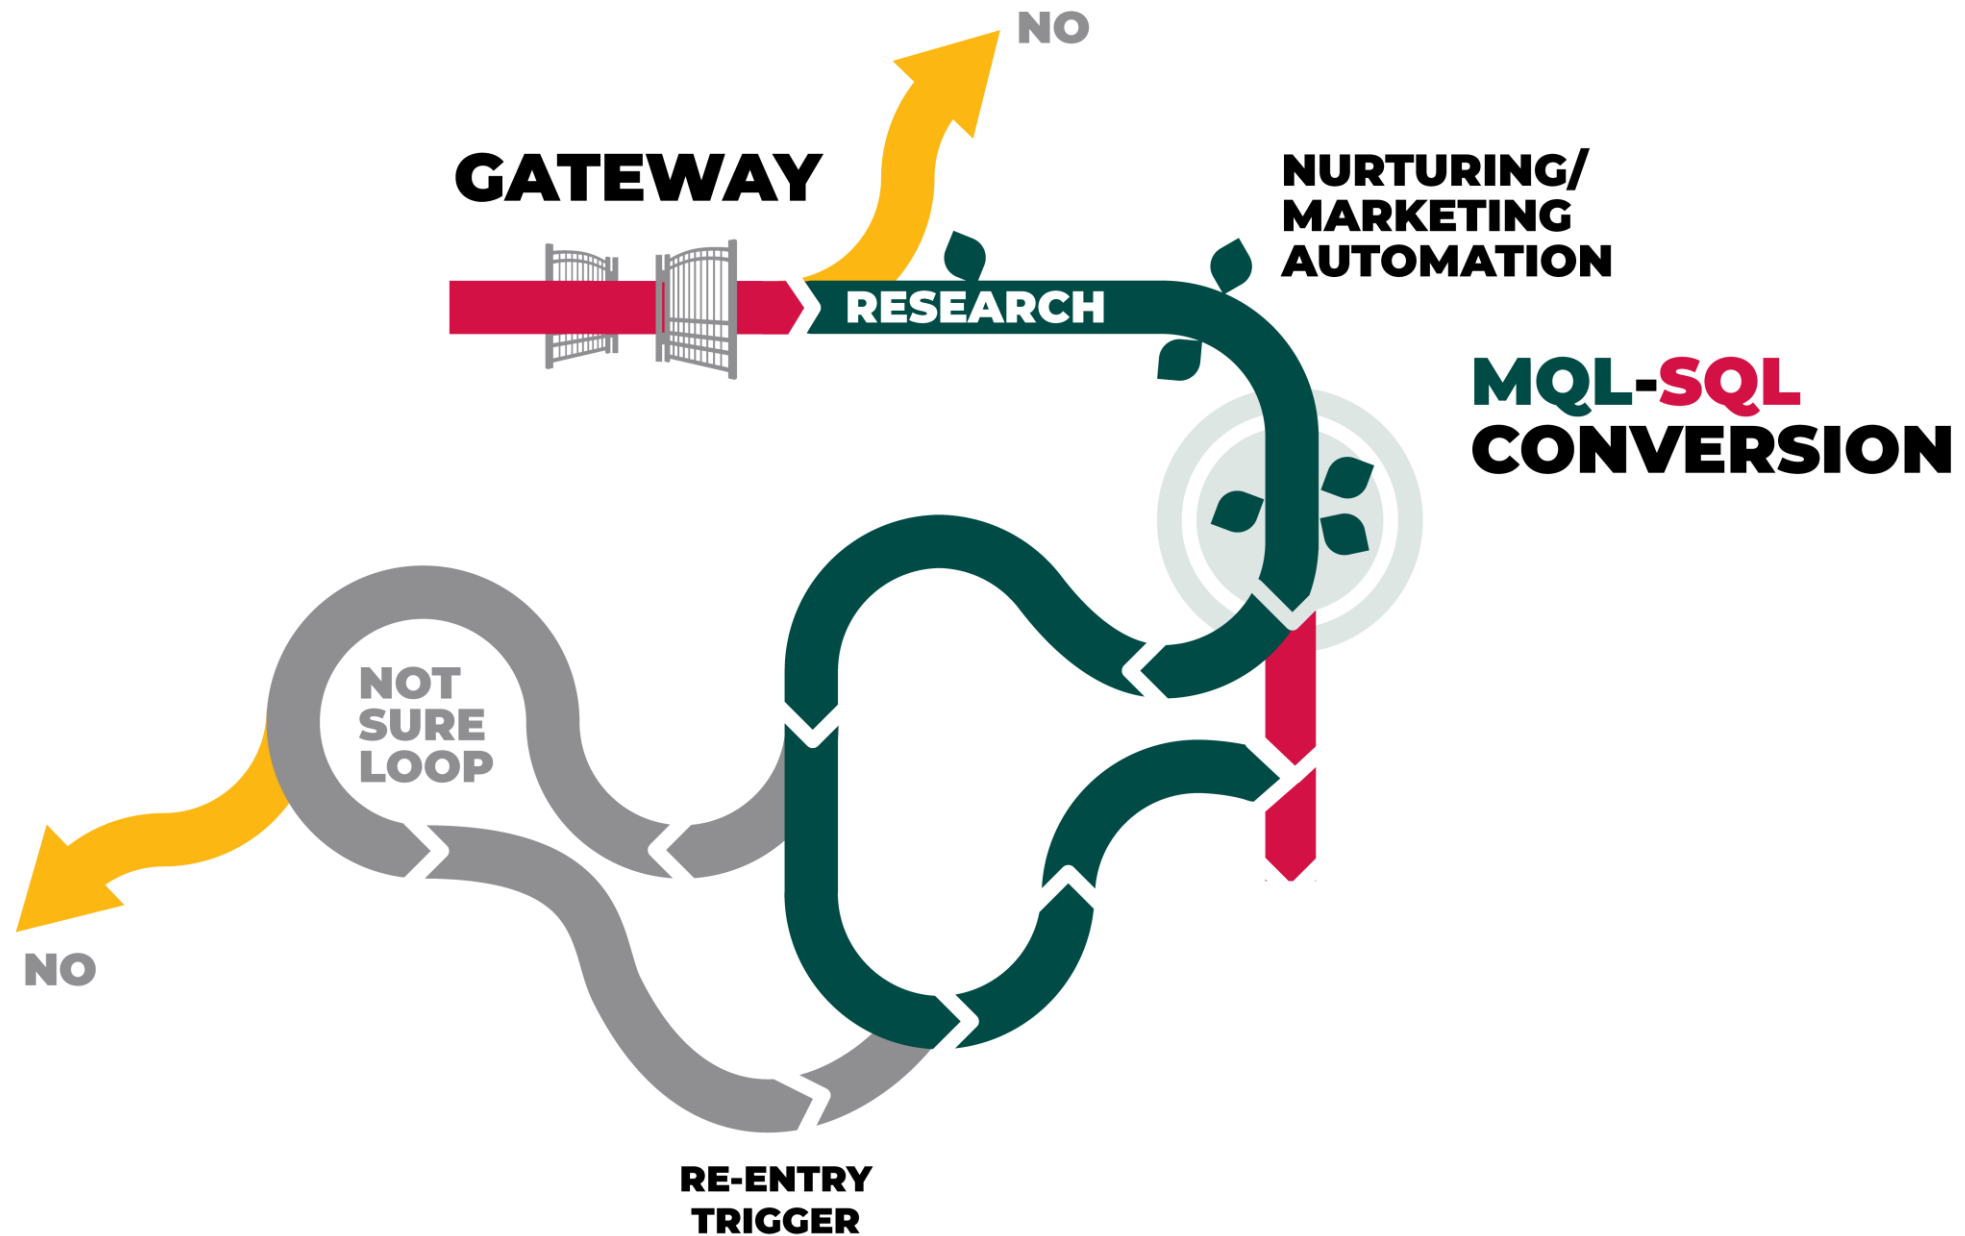 NO
GATEWAY
NURTURING/
MARKETING
AUTOMATION
RESEARCH
MQL-SQL
CONVERSION
NOT
SURE
LOOP
NO
RE-ENTRY
TRIGGER